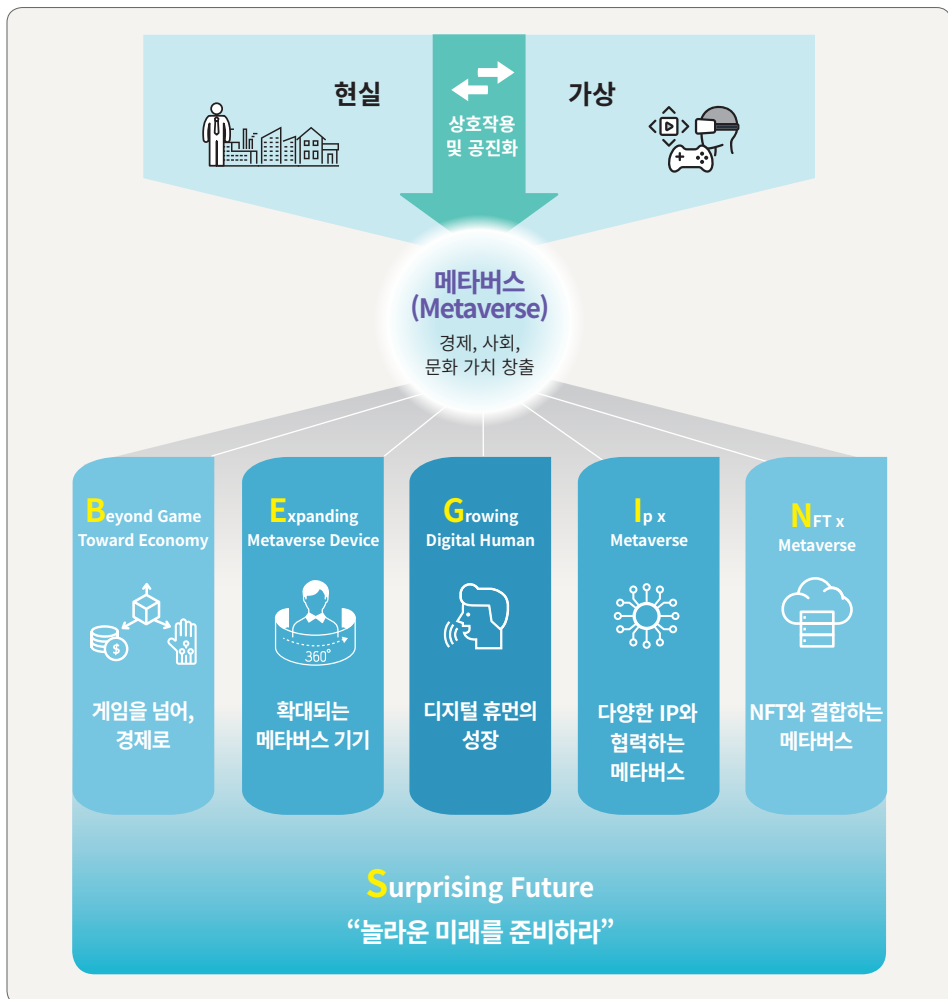 현실
상호작용
및 공진화
가상
메타버스
(Metaverse)
경제, 사회,
문화 가치 창출
Beyond Game
Toward Economy
게임을 넘어,
경제로
Expanding
Metaverse Device
360°
확대되는
메타버스 기기
Growing
Digital Human
디지털 휴먼의
성장
Ip x
Metaverse
다양한 IP와
협력하는
메타버스
NFT x
Metaverse
NFT와 결합하는
메타버스
Surprising Future
“놀라운 미래를 준비하라”